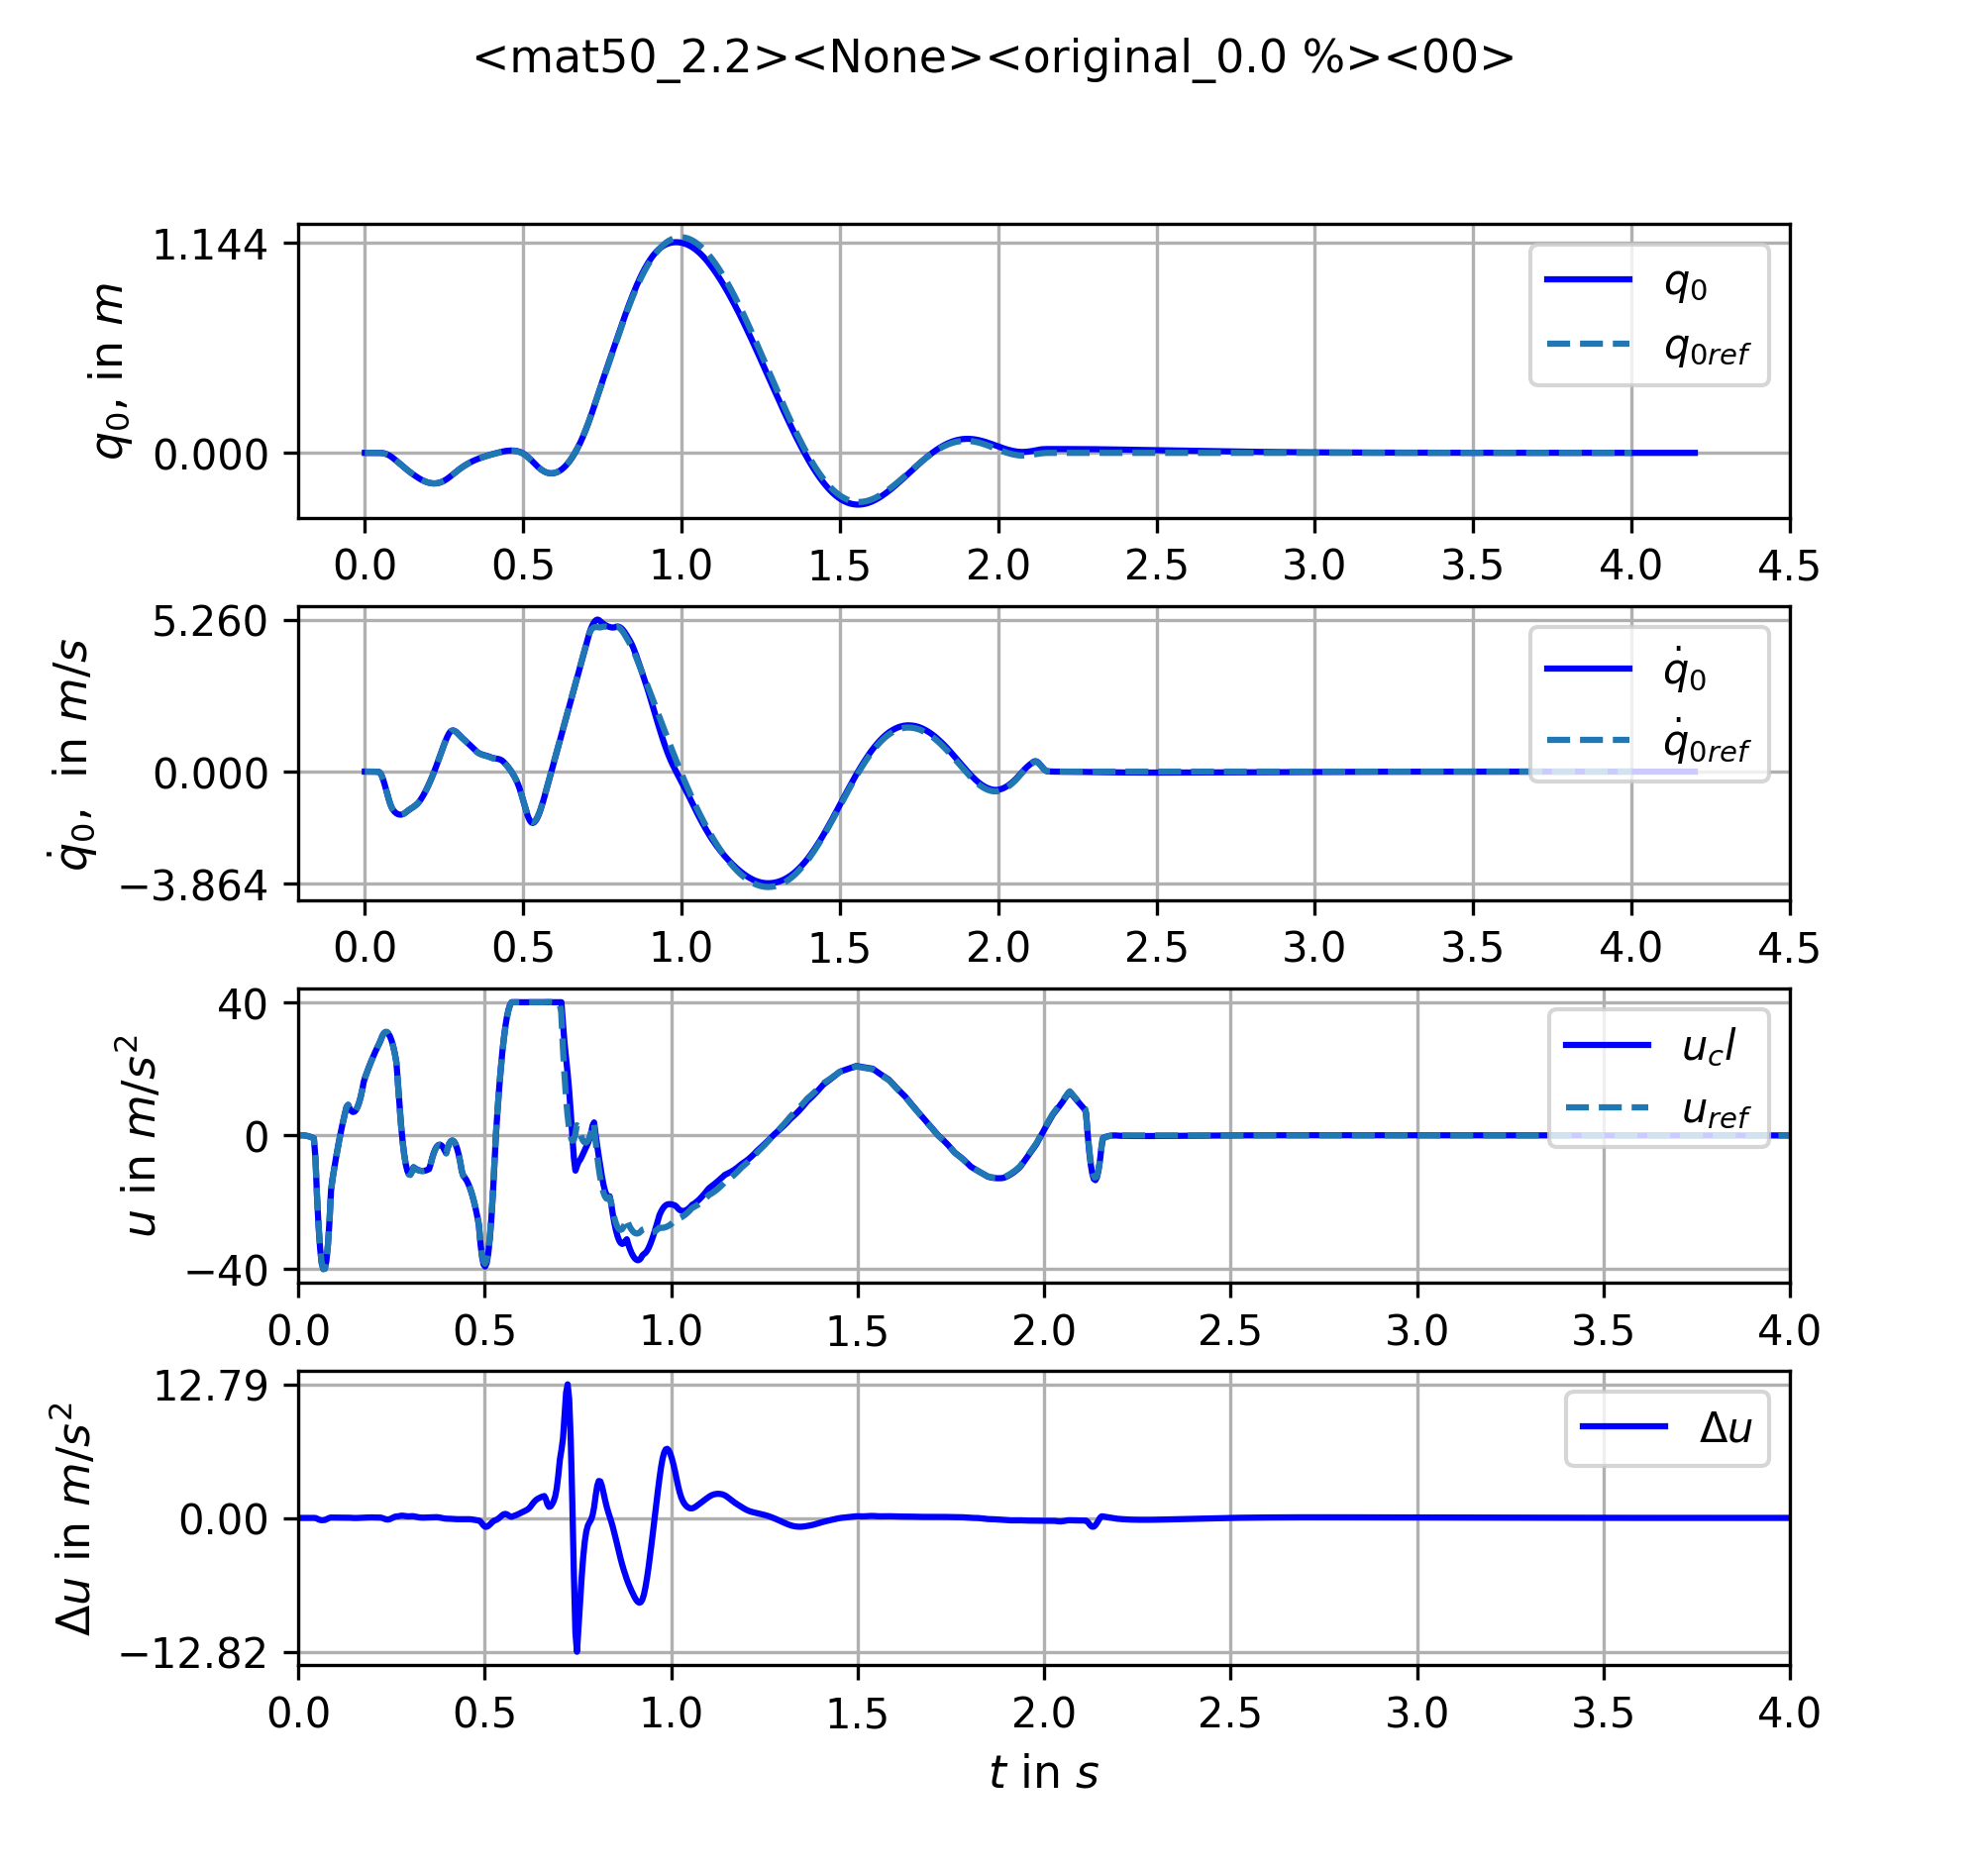 <mat50_2.2><None><original_0.0 %><00>
q₀, in m
1.144
0.000
q₀
q₀ref
0.0 0.5 1.0 1.5 2.0 2.5 3.0 3.5 4.0 4.5
q̇₀, in m/s
5.260
0.000
−3.864
q̇₀
q̇₀ref
0.0 0.5 1.0 1.5 2.0 2.5 3.0 3.5 4.0 4.5
u in m/s²
40
0
−40
u_cl
u_ref
0.0 0.5 1.0 1.5 2.0 2.5 3.0 3.5 4.0
Δu in m/s²
12.79
0.00
−12.82
Δu
0.0 0.5 1.0 1.5 2.0 2.5 3.0 3.5 4.0
t in s